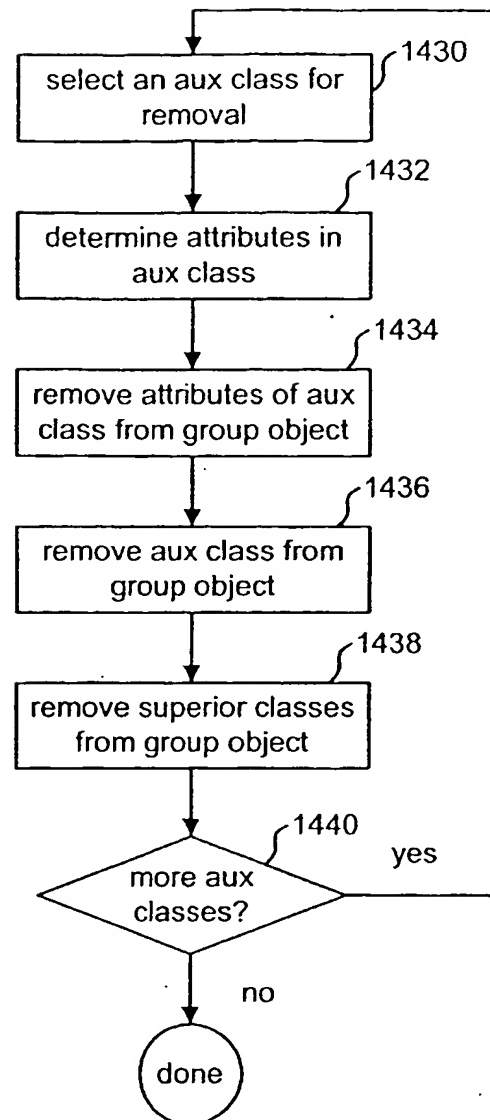 1430
select an aux class for
removal
1432
determine attributes in
aux class
1434
remove attributes of aux
class from group object
1436
remove aux class from
group object
1438
remove superior classes
from group object
1440
more aux
classes?
yes
no
done